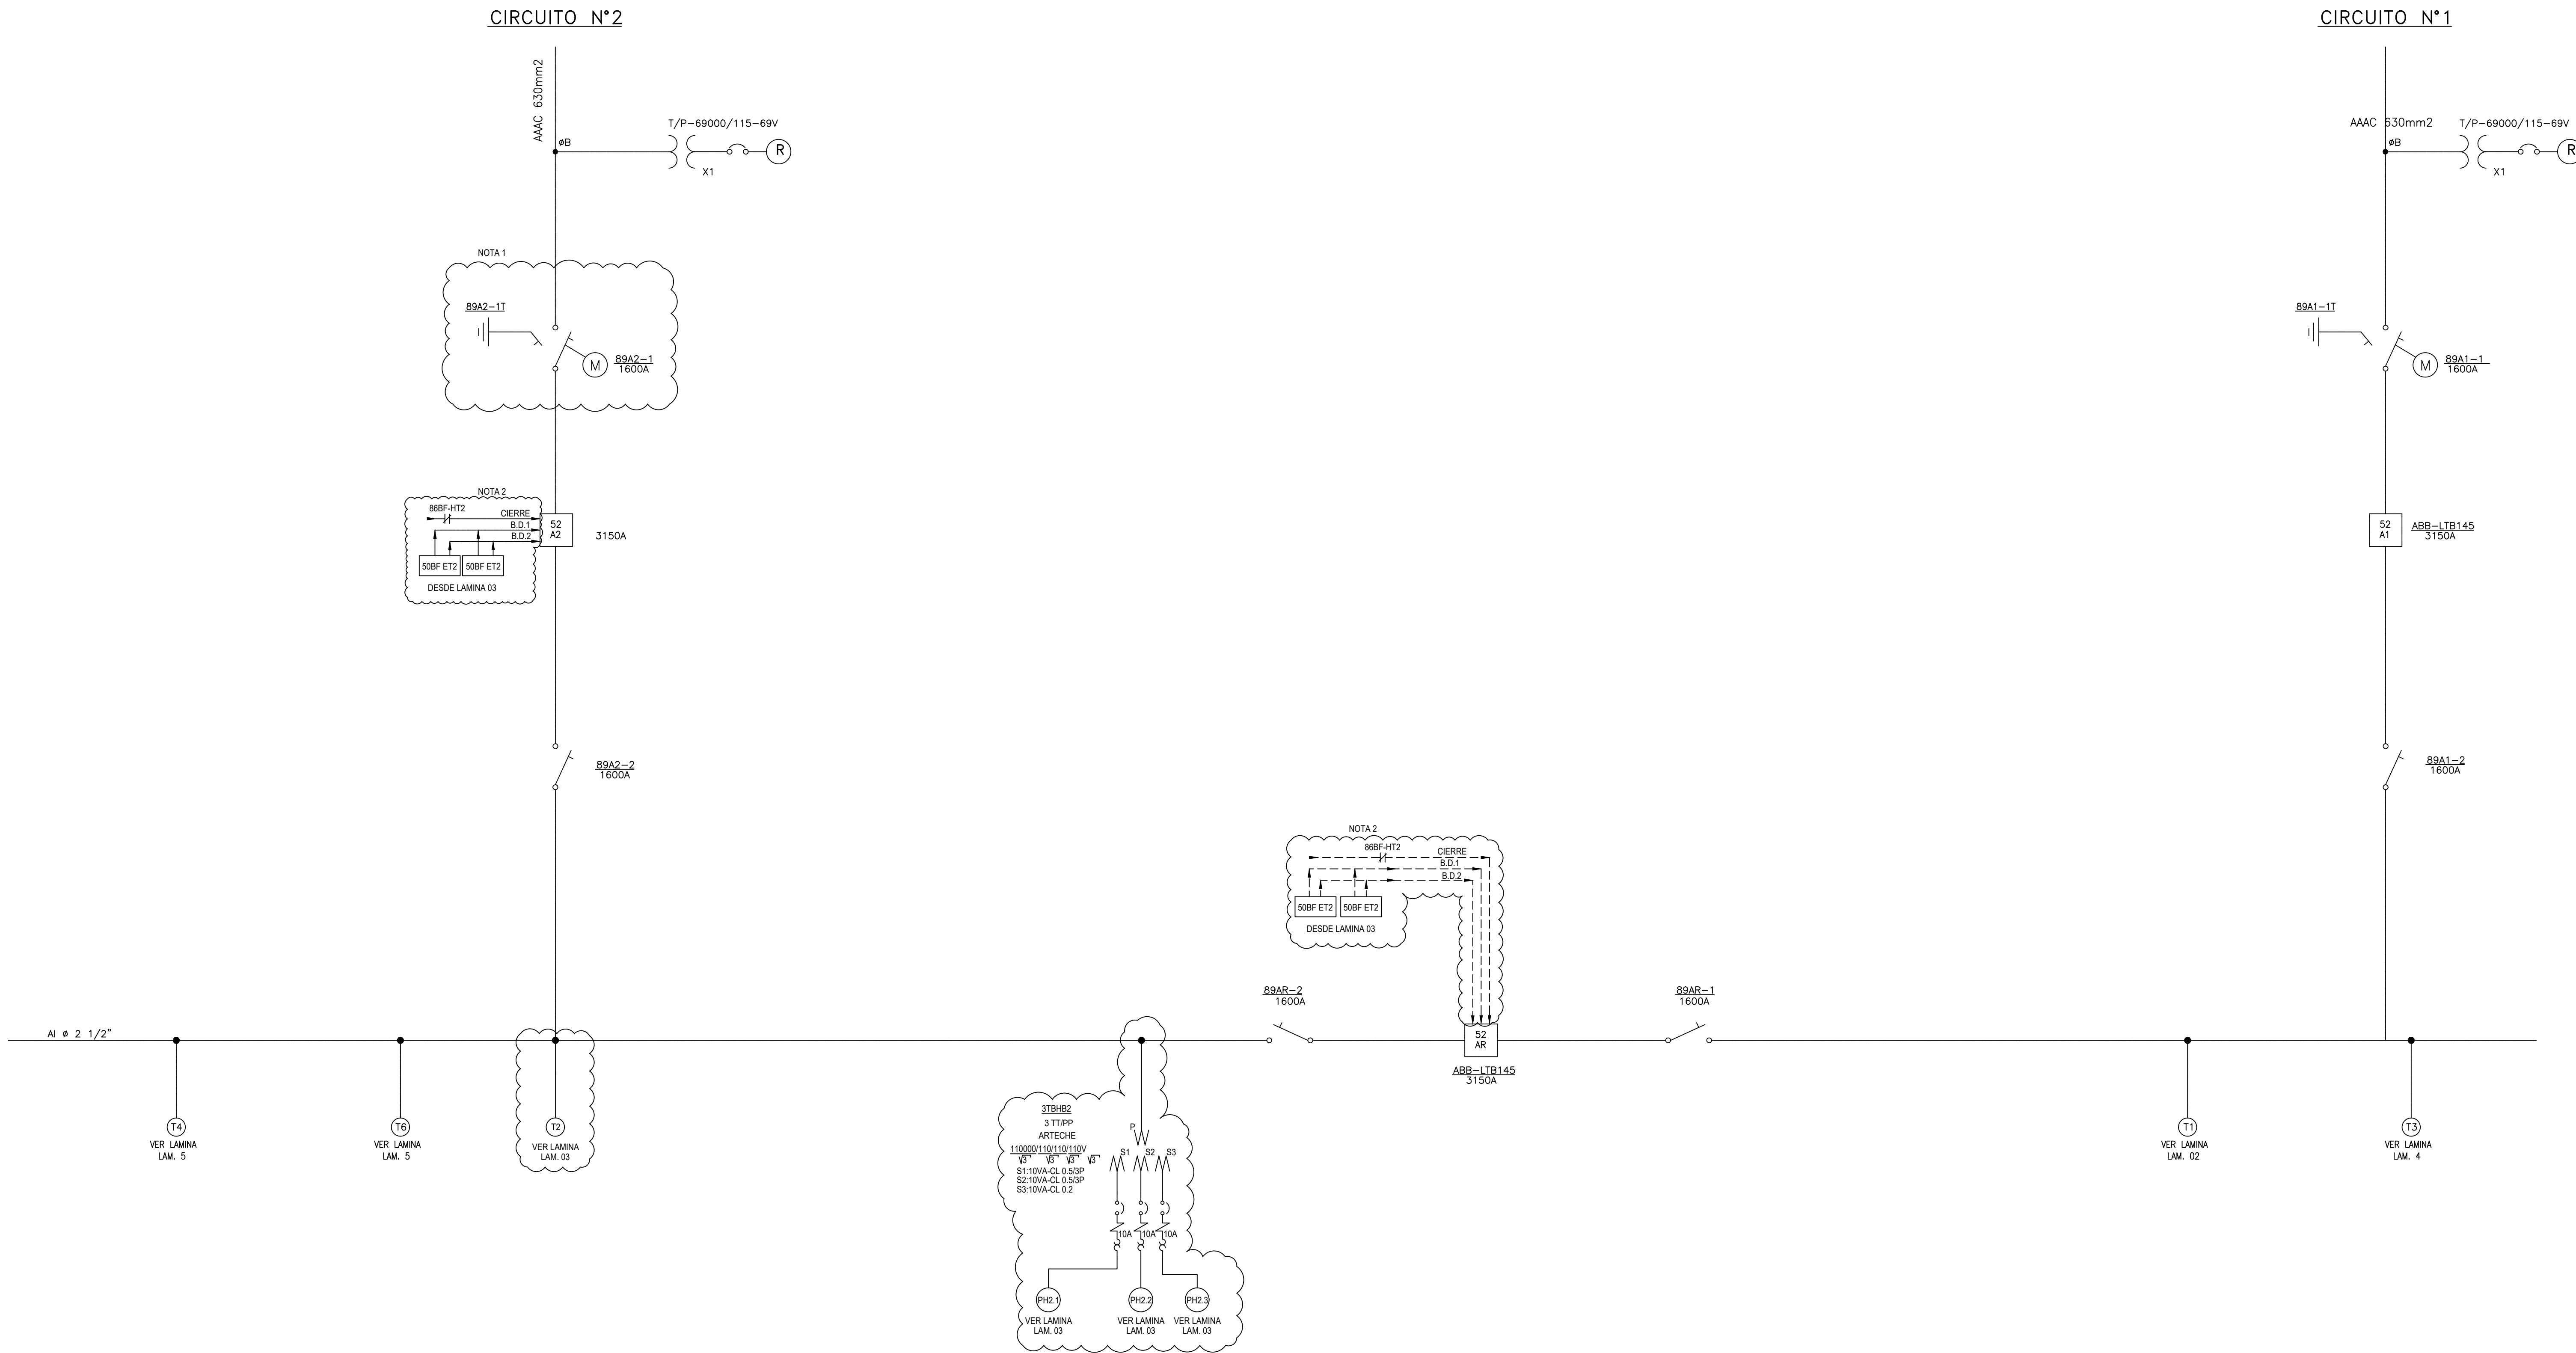 CIRCUITO N°2
CIRCUITO N°1
AAAC 630mm2
øB
T/P-69000/115-69V
X1
R
AAAC 630mm2
T/P-69000/115-69V
øB
X1
R
NOTA 1
89A2-1T
M
89A2-1
1600A
89A1-1T
M
89A1-1
1600A
NOTA 2
86BF-HT2
CIERRE
B.D.1
B.D.2
50BF ET2
50BF ET2
DESDE LAMINA 03
52
A2
3150A
52
A1
ABB-LTB145
3150A
89A2-2
1600A
89A1-2
1600A
NOTA 2
86BF-HT2
CIERRE
B.D.1
B.D.2
50BF ET2
50BF ET2
DESDE LAMINA 03
89AR-2
1600A
89AR-1
1600A
52
AR
ABB-LTB145
3150A
Al ø 2 1/2"
T4
VER LAMINA
LAM. 5
T6
VER LAMINA
LAM. 5
T2
VER LAMINA
LAM. 03
T1
VER LAMINA
LAM. 02
T3
VER LAMINA
LAM. 4
3TBHB2
3 TT/PP
ARTECHE
110000/110/110/110V
√3 √3 √3 √3
S1:10VA-CL 0.5/3P
S2:10VA-CL 0.5/3P
S3:10VA-CL 0.2
P
S1
S2
S3
10A
10A
10A
PH2.1
VER LAMINA
LAM. 03
PH2.2
VER LAMINA
LAM. 03
PH2.3
VER LAMINA
LAM. 03